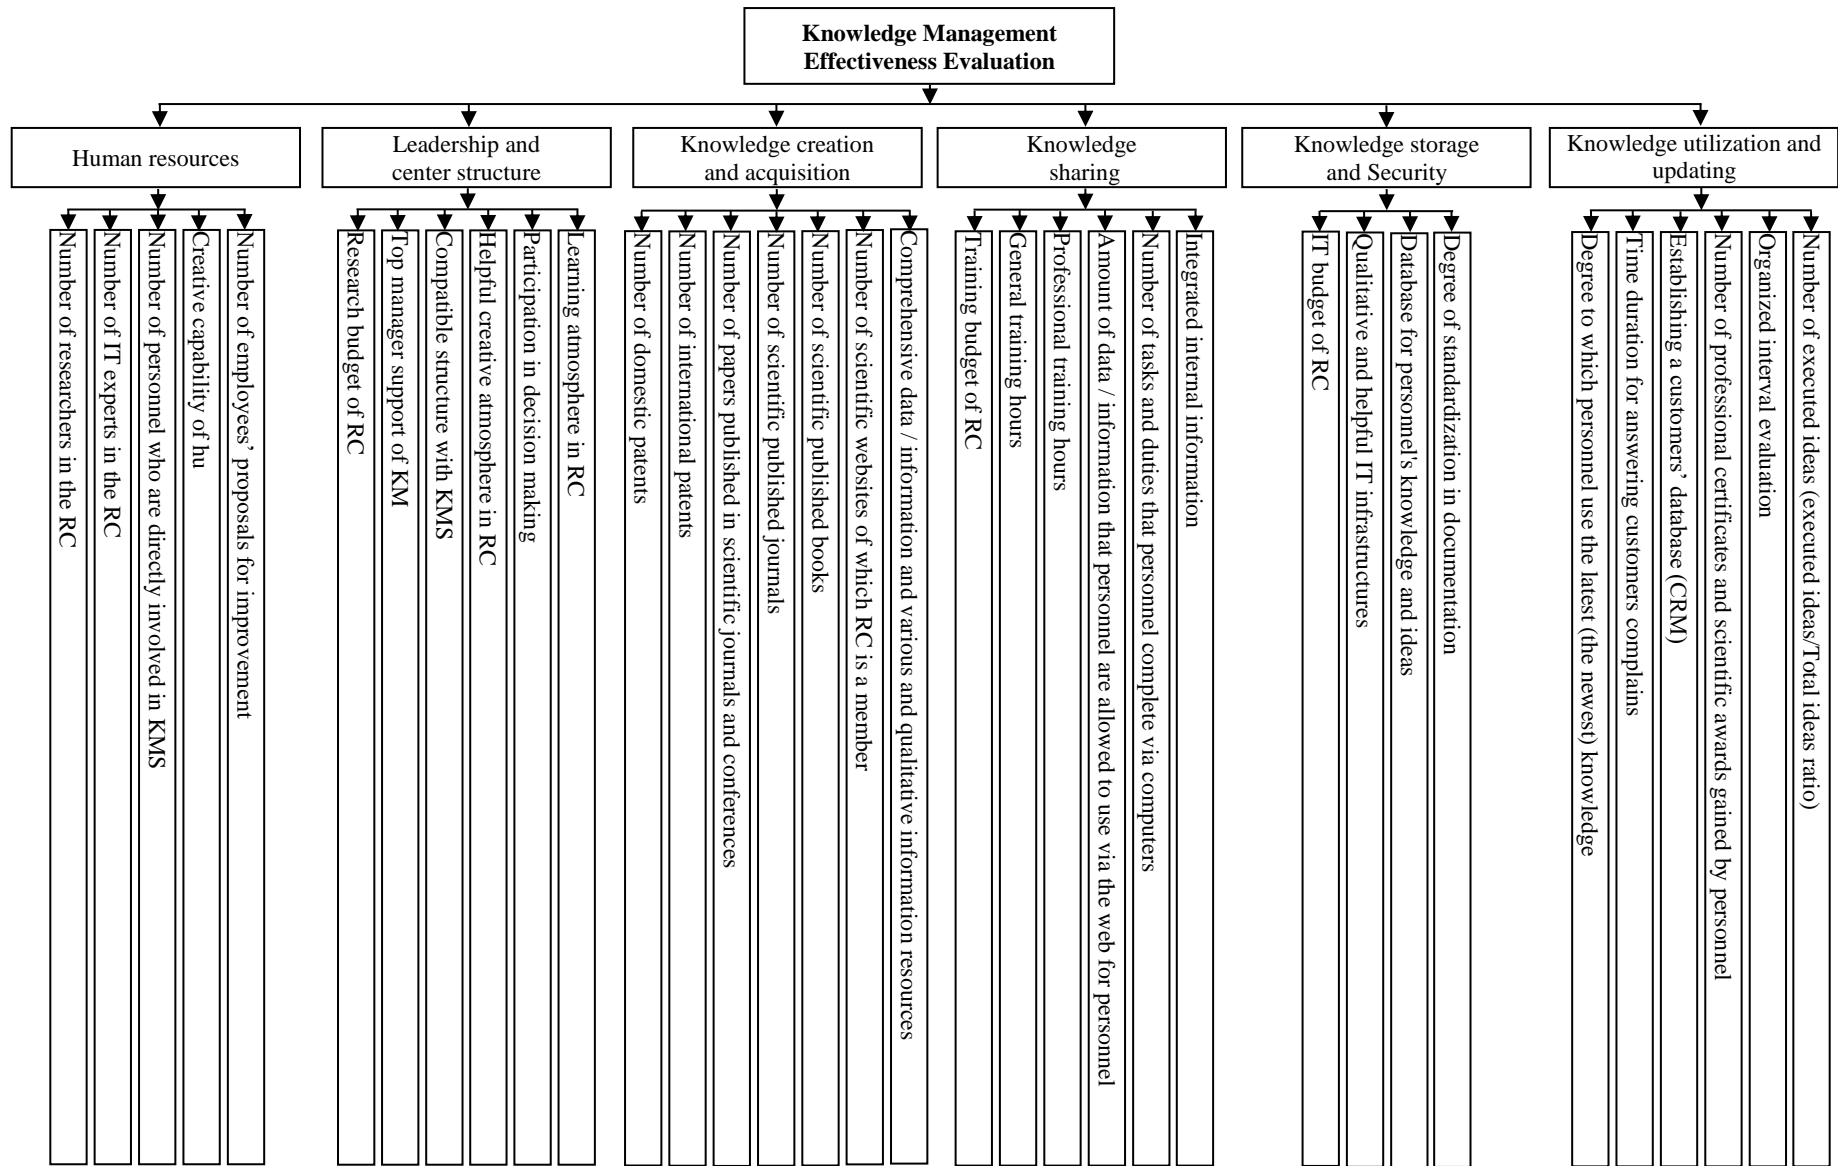 Knowledge Management
Effectiveness Evaluation
Human resources
Leadership and
center structure
Knowledge creation
and acquisition
Knowledge
sharing
Knowledge storage
and Security
Knowledge utilization and
updating
Number of researchers in the RC
Number of IT experts in the RC
Number of personnel who are directly involved in KMS
Creative capability of hu
Number of employees’ proposals for improvement
Research budget of RC
Top manager support of KM
Compatible structure with KMS
Helpful creative atmosphere in RC
Participation in decision making
Learning atmosphere in RC
Number of domestic patents
Number of international patents
Number of papers published in scientific journals and conferences
Number of scientific published journals
Number of scientific published books
Number of scientific websites of which RC is a member
Comprehensive data / information and various and qualitative information resources
Training budget of RC
General training hours
Professional training hours
Amount of data / information that personnel are allowed to use via the web for personnel
Number of tasks and duties that personnel complete via computers
Integrated internal information
IT budget of RC
Qualitative and helpful IT infrastructures
Database for personnel's knowledge and ideas
Degree of standardization in documentation
Degree to which personnel use the latest (the newest) knowledge
Time duration for answering customers complains
Establishing a customers’ database (CRM)
Number of professional certificates and scientific awards gained by personnel
Organized interval evaluation
Number of executed ideas (executed ideas/Total ideas ratio)